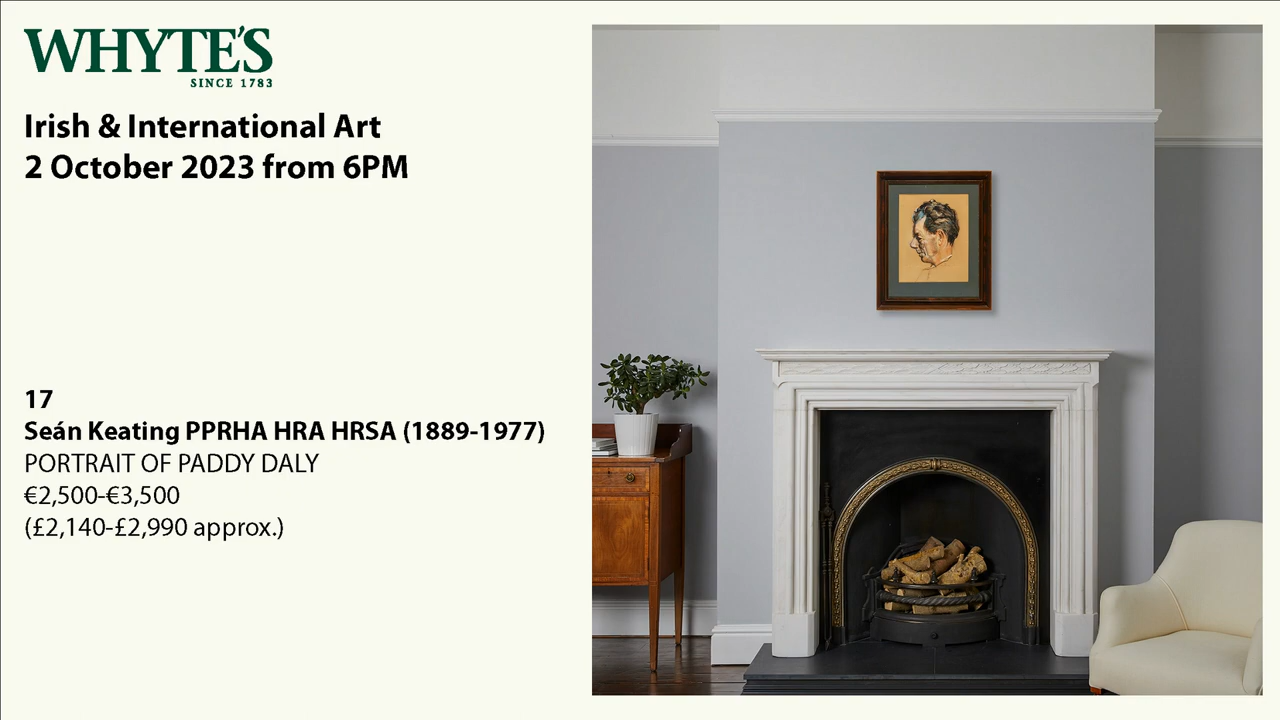 WHYTE'S
SINCE 1783
Irish & International Art
2 October 2023 from 6PM
17
Seán Keating PPRHA HRA HRSA (1889-1977)
PORTRAIT OF PADDY DALY
€2,500-€3,500
(£2,140-£2,990 approx.)